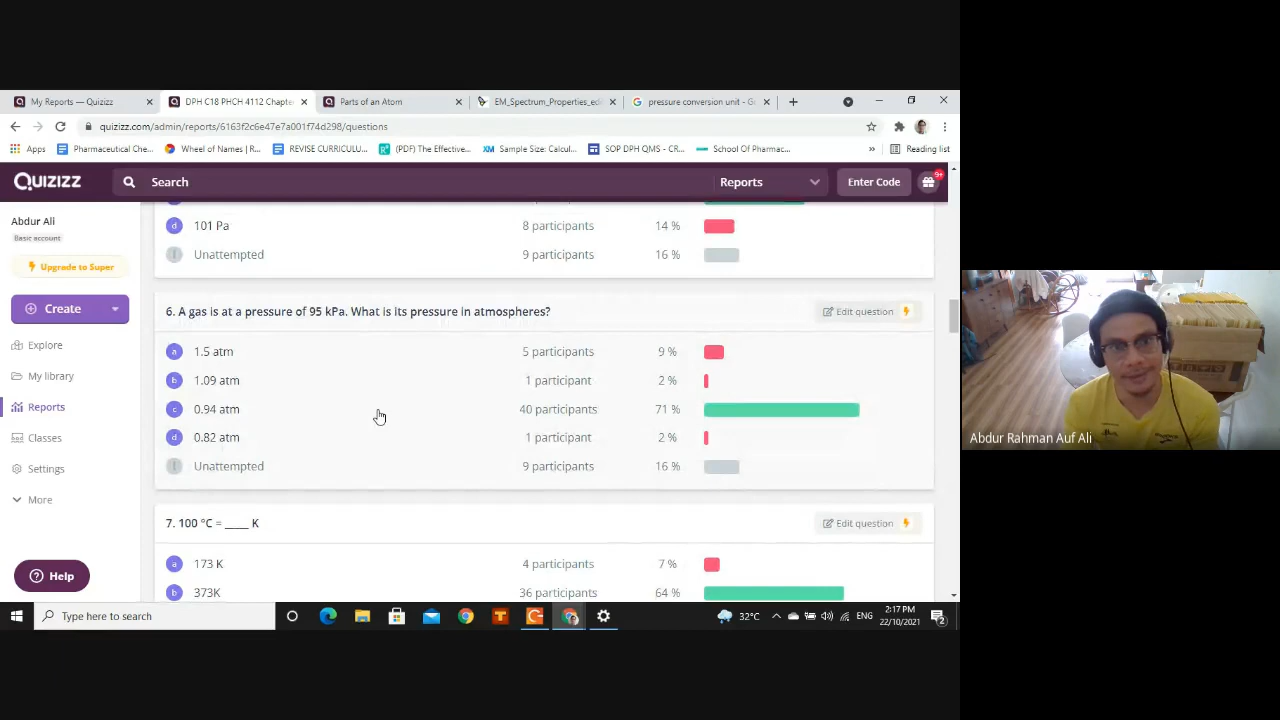 My Reports — Quizizz
DPH C18 PHCH 4112 Chapte
Parts of an Atom
EM_Spectrum_Properties_edi
pressure conversion unit - G
quizizz.com/admin/reports/6163f2c6e47e7a001f74d298/questions
Apps
Pharmaceutical Che...
Wheel of Names | R...
REVISE CURRICULU...
(PDF) The Effective...
XM Sample Size: Calcul...
SOP DPH QMS - CR...
School Of Pharmac...
»
Reading list
QUIZIZZ
Search
Reports
Enter Code
9+
Abdur Ali
Basic account
Upgrade to Super
Create
Explore
My library
Reports
Classes
Settings
More
Help
d 101 Pa 8 participants 14 %
Unattempted 9 participants 16 %
6. A gas is at a pressure of 95 kPa. What is its pressure in atmospheres?
Edit question
a 1.5 atm 5 participants 9 %
b 1.09 atm 1 participant 2 %
c 0.94 atm 40 participants 71 %
d 0.82 atm 1 participant 2 %
Unattempted 9 participants 16 %
7. 100 °C = _____ K
Edit question
a 173 K 4 participants 7 %
b 373K 36 participants 64 %
Type here to search
32°C
ENG
2:17 PM
22/10/2021
2
Abdur Rahman Auf Ali